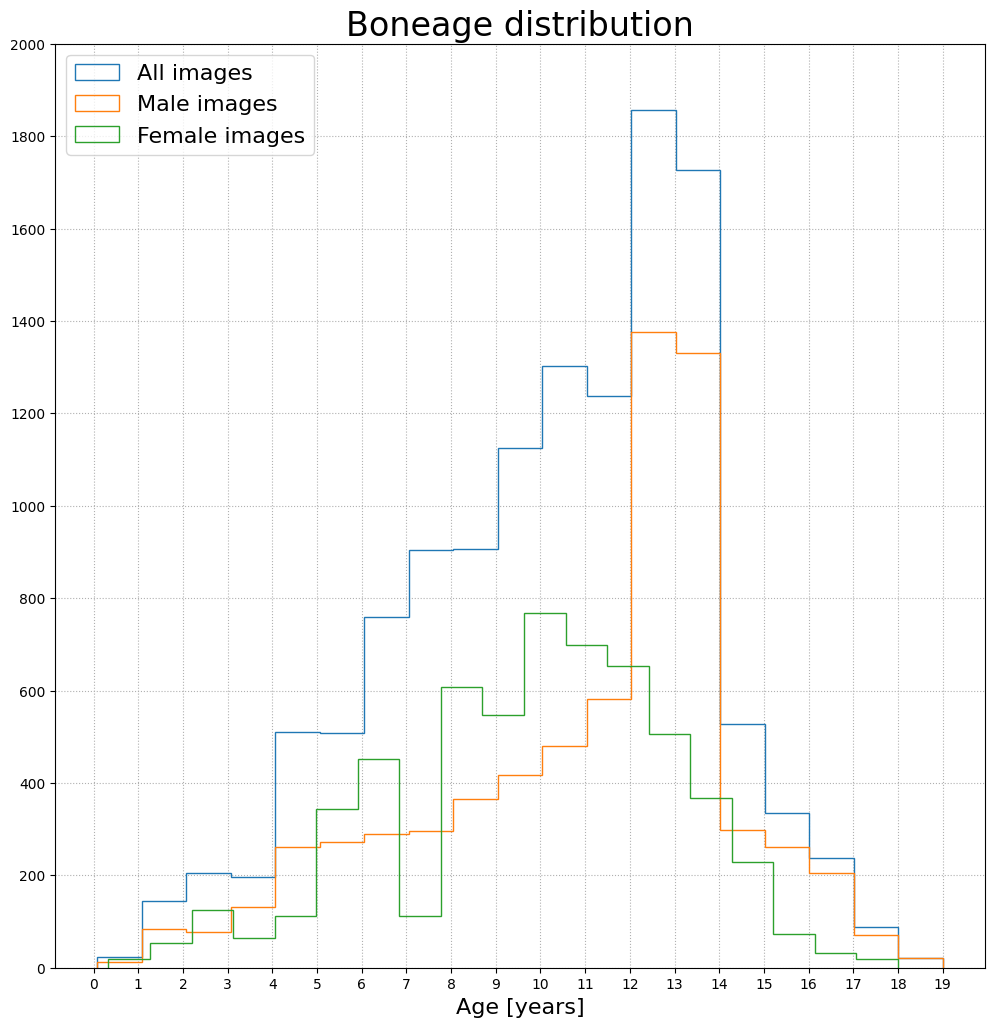 Boneage distribution
All images
Male images
Female images
2000
1800
1600
1400
1200
1000
800
600
400
200
0
0 1 2 3 4 5 6 7 8 9 10 11 12 13 14 15 16 17 18 19
Age [years]